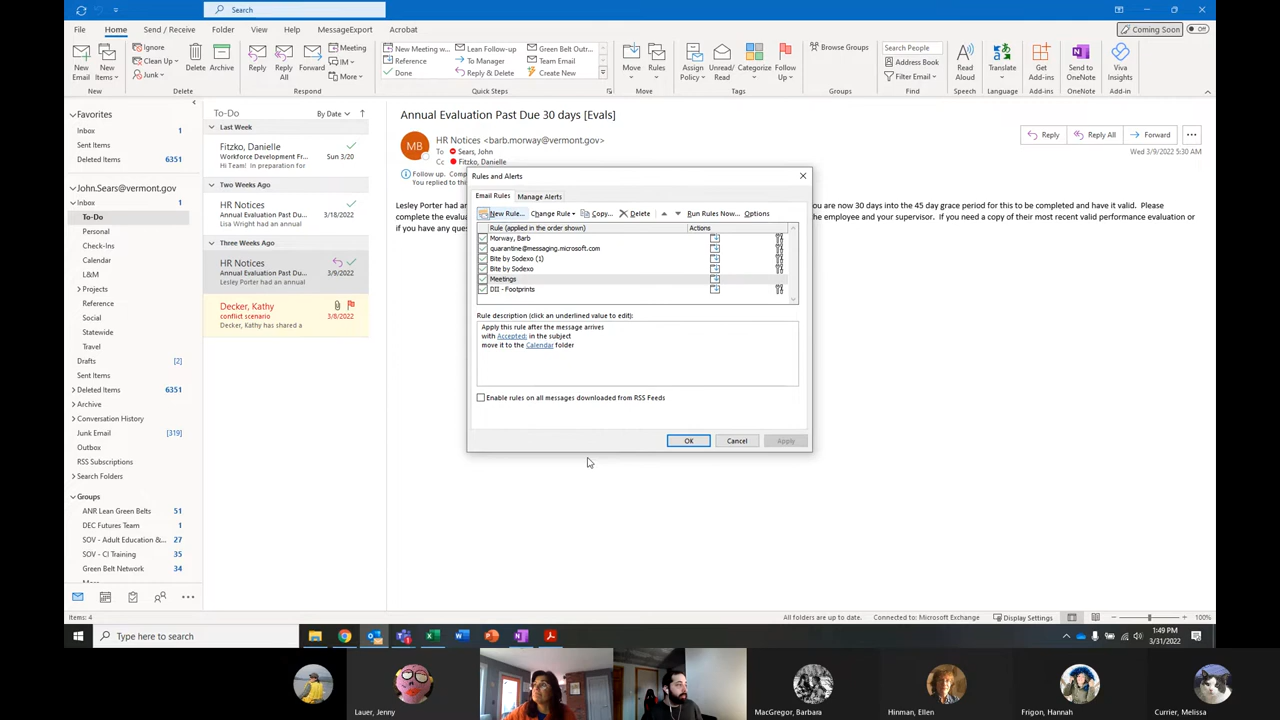 Search
Coming Soon
Off
File Home Send / Receive Folder View Help MessageExport Acrobat
New Email
New Items
New
Ignore
Clean Up
Junk
Delete
Archive
Delete
Reply
Reply All
Forward
Meeting
IM
More
Respond
New Meeting w...
Reference
Done
Lean Follow-up
To Manager
Reply & Delete
Green Belt Outr...
Team Email
Create New
Quick Steps
Move
Rules
Move
Assign Policy
Unread/ Read
Categorize
Follow Up
Tags
Browse Groups
Groups
Search People
Address Book
Filter Email
Find
Read Aloud
Speech
Translate
Language
Get Add-ins
Add-ins
Send to OneNote
OneNote
Viva Insights
Add-in
Favorites
Inbox 1
Sent Items
Deleted Items 6351
John.Sears@vermont.gov
Inbox 1
To-Do
Personal
Check-Ins
Calendar
L&M
Projects
Reference
Social
Statewide
Travel
Drafts [2]
Sent Items
Deleted Items 6351
Archive
Conversation History
Junk Email [319]
Outbox
RSS Subscriptions
Search Folders
Groups
ANR Lean Green Belts 51
DEC Futures Team 1
SOV - Adult Education &... 27
SOV - CI Training 35
Green Belt Network 34
More
Items: 4
To-Do By Date
Last Week
Fitzko, Danielle
Workforce Development Fr... Sun 3/20
Hi Team! In preparation for
Two Weeks Ago
HR Notices
Annual Evaluation Past Du... 3/18/2022
Lisa Wright had an annual
Three Weeks Ago
HR Notices
Annual Evaluation Past Du... 3/9/2022
Lesley Porter had an annual
Decker, Kathy
conflict scenario 3/8/2022
Decker, Kathy has shared a
Annual Evaluation Past Due 30 days [Evals]
MB
HR Notices <barb.morway@vermont.gov>
To Sears, John
Cc Fitzko, Danielle
Reply Reply All Forward
Wed 3/9/2022 5:30 AM
Follow up. Comp
You replied to this
Lesley Porter had an
are now 30 days into the 45 day grace period for this to be completed and have it valid. Please
complete the evalua
the employee and your supervisor. If you need a copy of their most recent valid performance evaluation or
if you have any ques
Rules and Alerts
Email Rules Manage Alerts
New Rule... Change Rule Copy... Delete Run Rules Now... Options
Rule (applied in the order shown) Actions
Morway, Barb
quarantine@messaging.microsoft.com
Bite by Sodexo (1)
Bite by Sodexo
Meetings
DII - Footprints
Rule description (click an underlined value to edit):
Apply this rule after the message arrives
with Accepted: in the subject
move it to the Calendar folder
Enable rules on all messages downloaded from RSS Feeds
OK Cancel Apply
All folders are up to date. Connected to: Microsoft Exchange Display Settings 100%
Type here to search
1:49 PM
3/31/2022
Lauer, Jenny
MacGregor, Barbara
Hinman, Ellen
Frigon, Hannah
Currier, Melissa